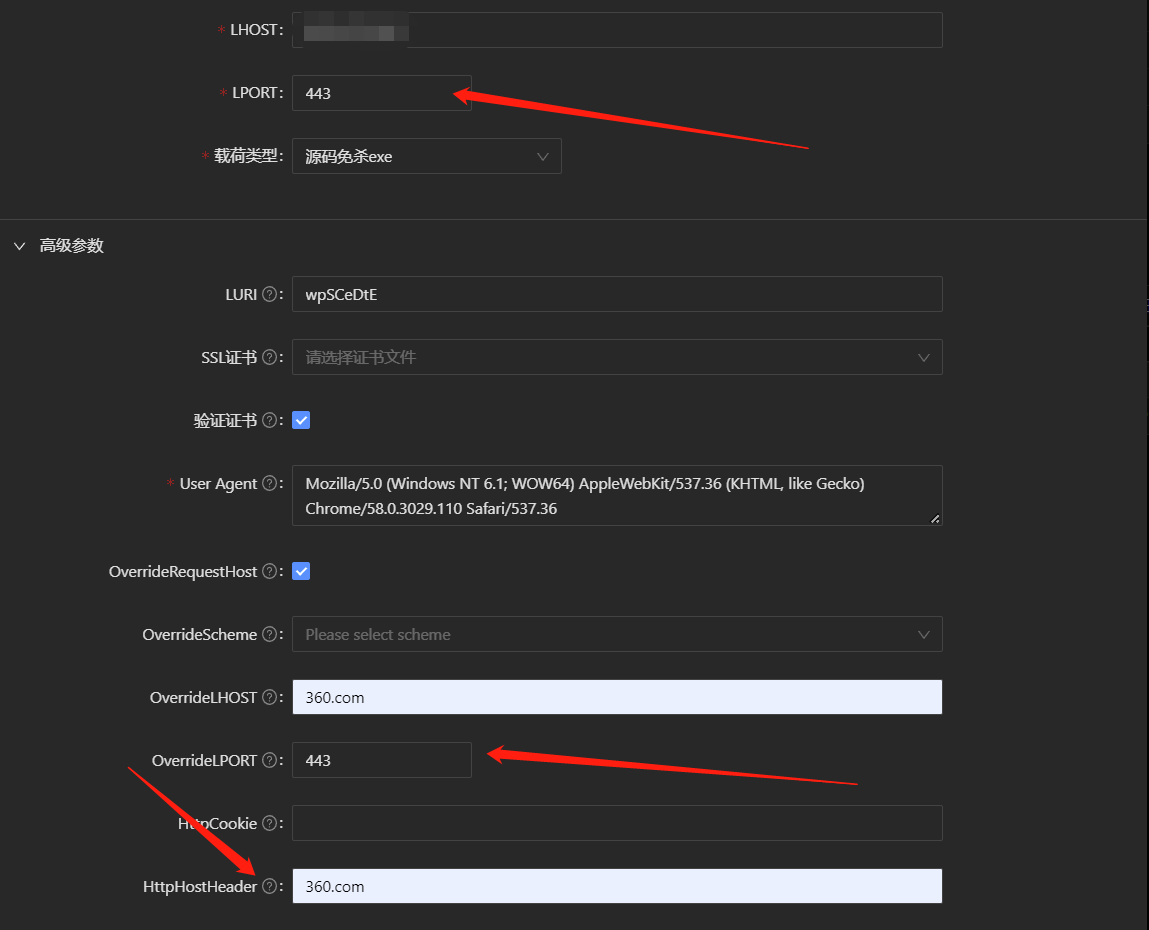 * LHOST:
* LPORT: 443
* 载荷类型: 源码免杀exe
高级参数
LURI ? : wpSCeDtE
SSL证书 ? : 请选择证书文件
验证证书 ? :
* User Agent ? : Mozilla/5.0 (Windows NT 6.1; WOW64) AppleWebKit/537.36 (KHTML, like Gecko)
Chrome/58.0.3029.110 Safari/537.36
OverrideRequestHost ? :
OverrideScheme ? : Please select scheme
OverrideLHOST ? : 360.com
OverrideLPORT ? : 443
HttpCookie ? :
HttpHostHeader ? : 360.com